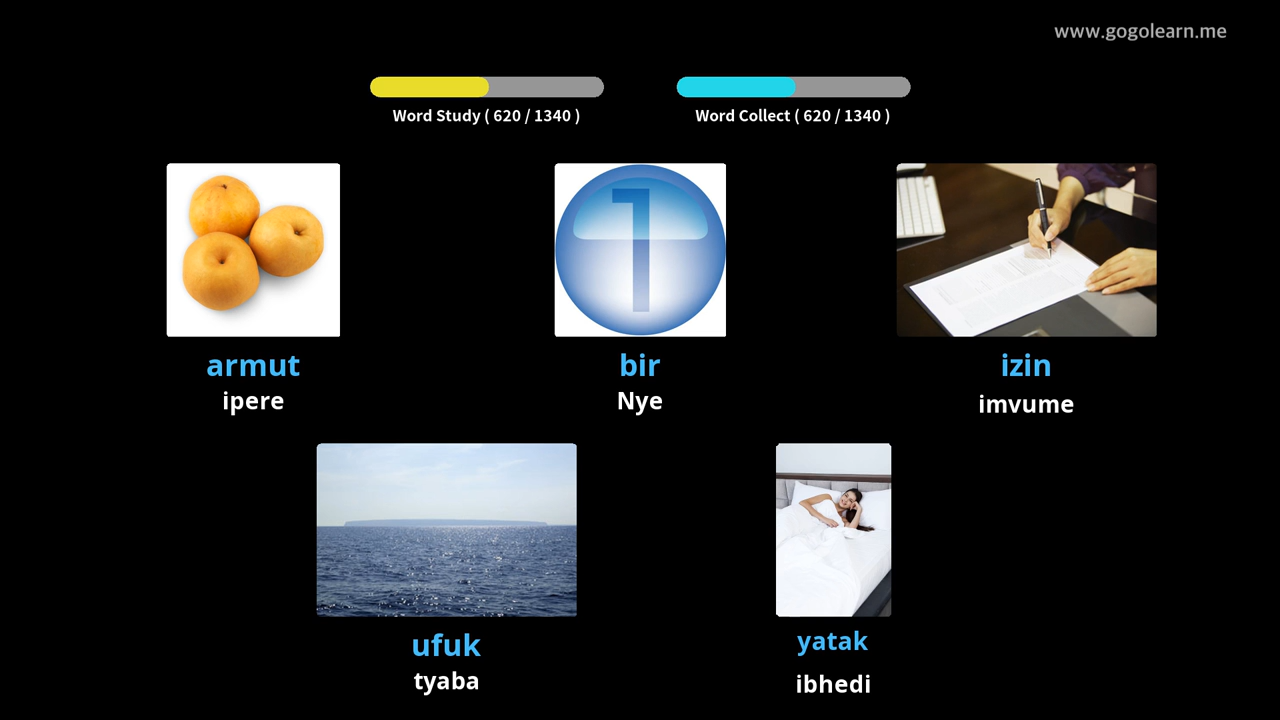 www.gogolearn.me
Word Study ( 620 / 1340 )
Word Collect ( 620 / 1340 )
1
armut
ipere
bir
Nye
izin
imvume
ufuk
tyaba
yatak
ibhedi